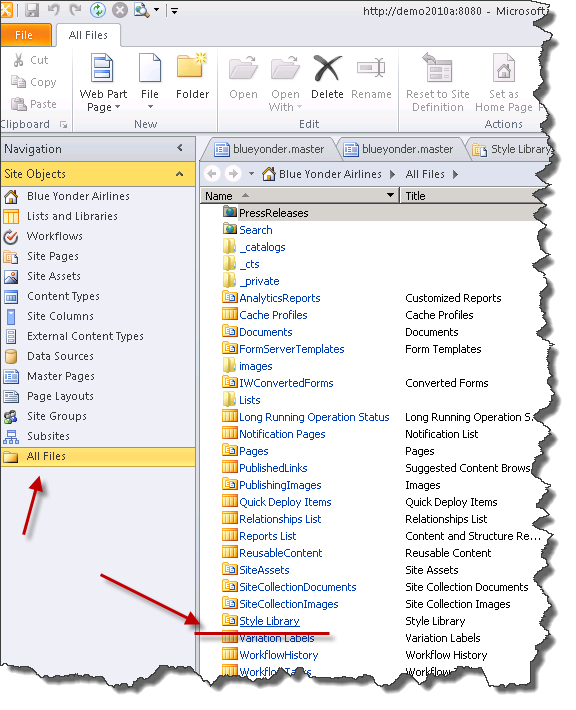 http://demo2010a:8080 - Microsoft
File All Files
Cut
Copy
Paste
Web Part Page File Folder
Open Open With Delete Rename
Reset to Site Definition Set as Home Page
Clipboard New Edit Actions
Navigation
blueyonder.master blueyonder.master Style Library
Site Objects
Blue Yonder Airlines All Files
Name Title
Blue Yonder Airlines
Lists and Libraries
Workflows
Site Pages
Site Assets
Content Types
Site Columns
External Content Types
Data Sources
Master Pages
Page Layouts
Site Groups
Subsites
All Files
PressReleases
Search
_catalogs
_cts
_private
AnalyticsReports Customized Reports
Cache Profiles Cache Profiles
Documents Documents
FormServerTemplates Form Templates
images
IWConvertedForms Converted Forms
Lists
Long Running Operation Status Long Running Operation S...
Notification Pages Notification List
Pages Pages
PublishedLinks Suggested Content Brows...
PublishingImages Images
Quick Deploy Items Quick Deploy Items
Relationships List Relationships List
Reports List Content and Structure Re...
ReusableContent Reusable Content
SiteAssets Site Assets
SiteCollectionDocuments Site Collection Documents
SiteCollectionImages Site Collection Images
Style Library Style Library
Variation Labels Variation Labels
WorkflowHistory Workflow History